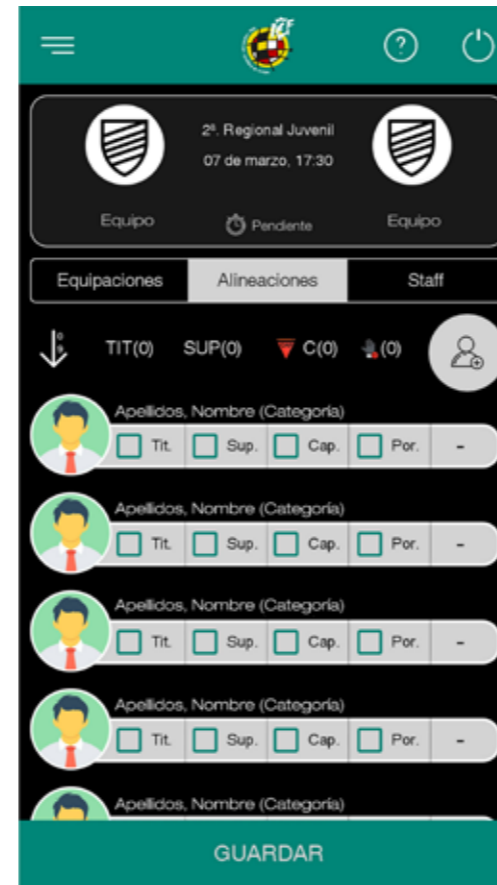 ?
2ª. Regional Juvenil
07 de marzo, 17:30
Equipo
Pendiente
Equipo
Equipaciones Alineaciones Staff
TIT(0) SUP(0) C(0) (0)
Apellidos, Nombre (Categoría)
Tit. Sup. Cap. Por. -
Apellidos, Nombre (Categoría)
Tit. Sup. Cap. Por. -
Apellidos, Nombre (Categoría)
Tit. Sup. Cap. Por. -
Apellidos, Nombre (Categoría)
Tit. Sup. Cap. Por. -
Apellidos, Nombre (Categoría)
GUARDAR